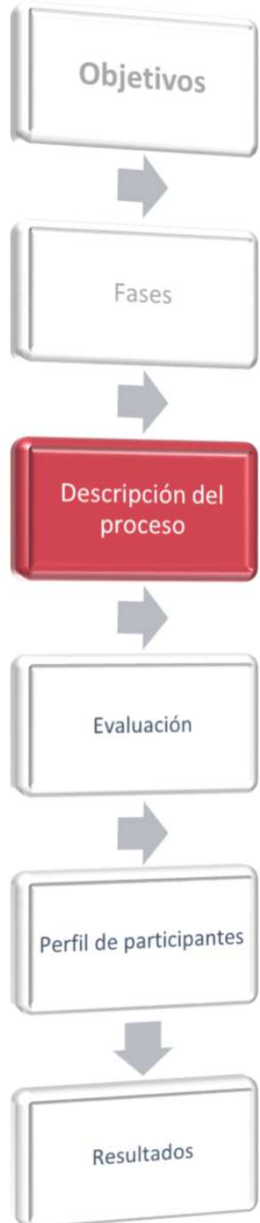 Objetivos
Fases
Descripción del
proceso
Evaluación
Perfil de participantes
Resultados